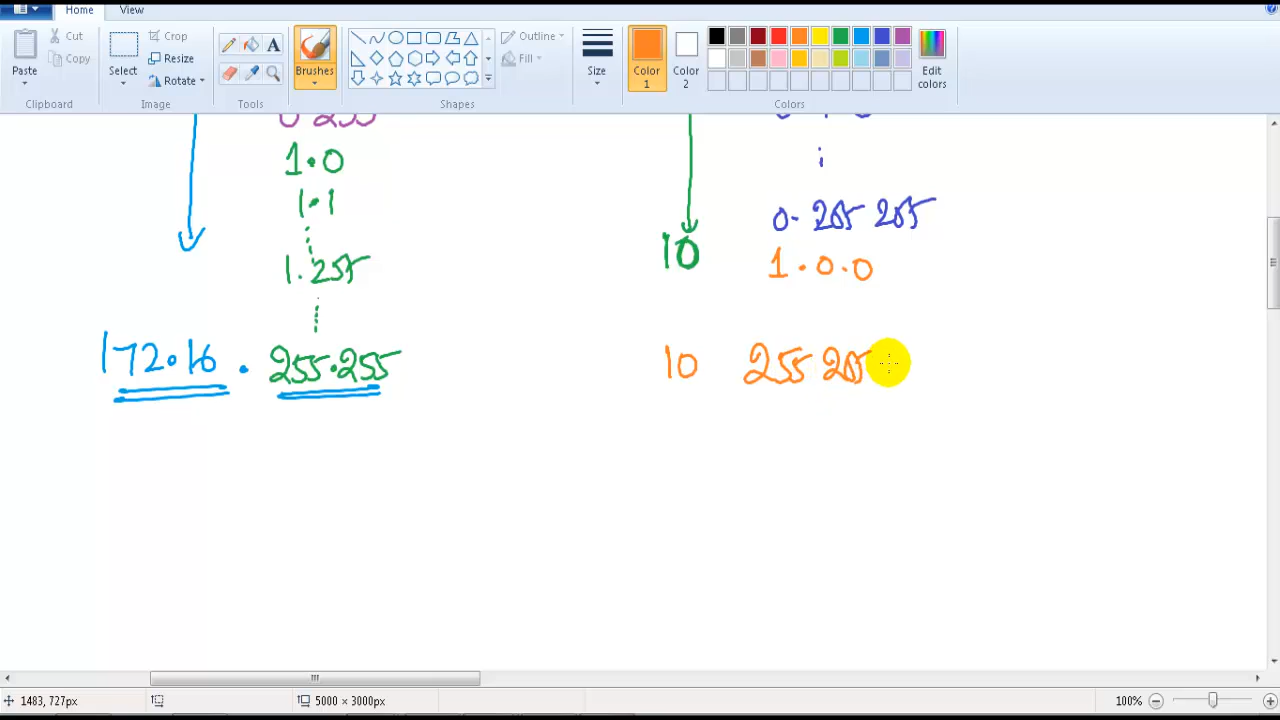 Home View
Cut
Copy
Paste
Clipboard
Crop
Resize
Rotate
Select
Image
Tools
Brushes
Shapes
Outline
Fill
Size
Color 1
Color 2
Edit colors
Colors
0 255
1.0
1.1
1.255
172.16 . 255.255
0. 255 255
10
1.0.0
10 255 255
1483, 727px
5000 × 3000px
100%